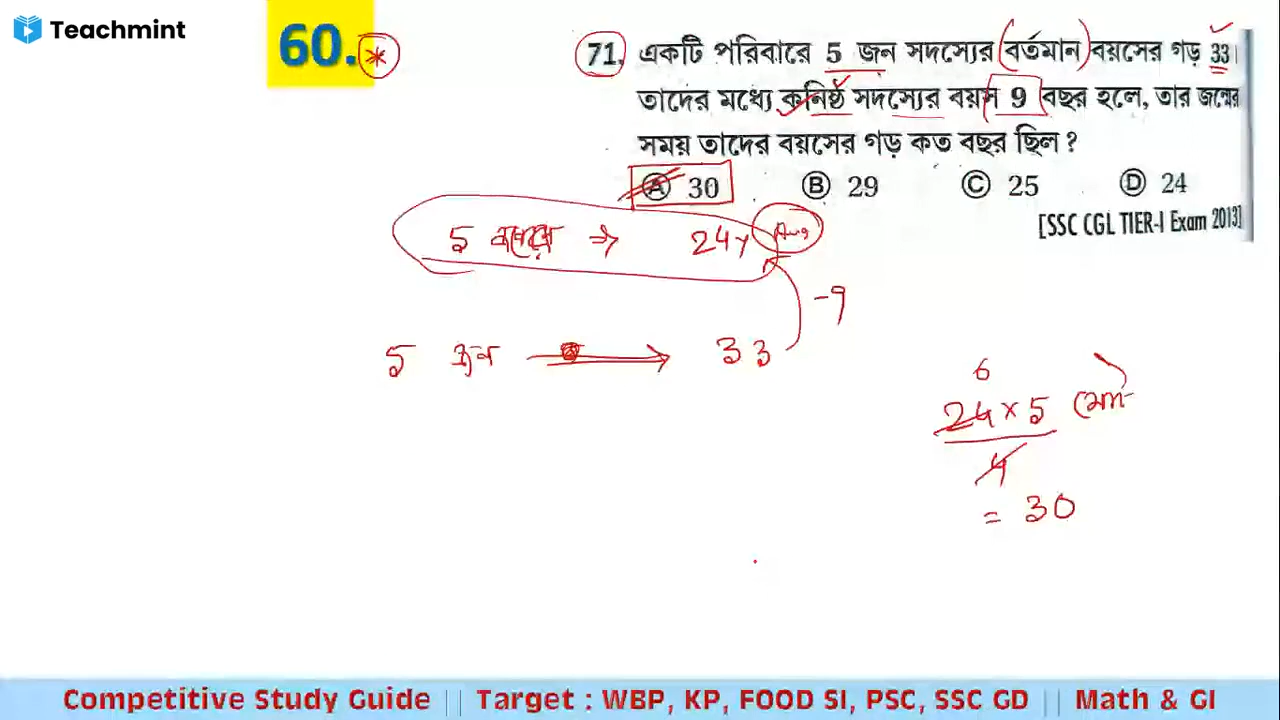 Teachmint
60.*
71. একটি পরিবারে 5 জন সদস্যের (বর্তমান) বয়সের গড় 33।
তাদের মধ্যে কনিষ্ঠ সদস্যের বয়স 9 বছর হলে, তার জন্মের
সময় তাদের বয়সের গড় কত বছর ছিল ?
Ⓐ 30 Ⓑ 29 Ⓒ 25 Ⓓ 24
[SSC CGL TIER-I Exam 2013]
5 ⇒ 24y
-9
5 জন → 33
6
24 × 5
4
= 30
Competitive Study Guide || Target : WBP, KP, FOOD SI, PSC, SSC GD || Math & GI